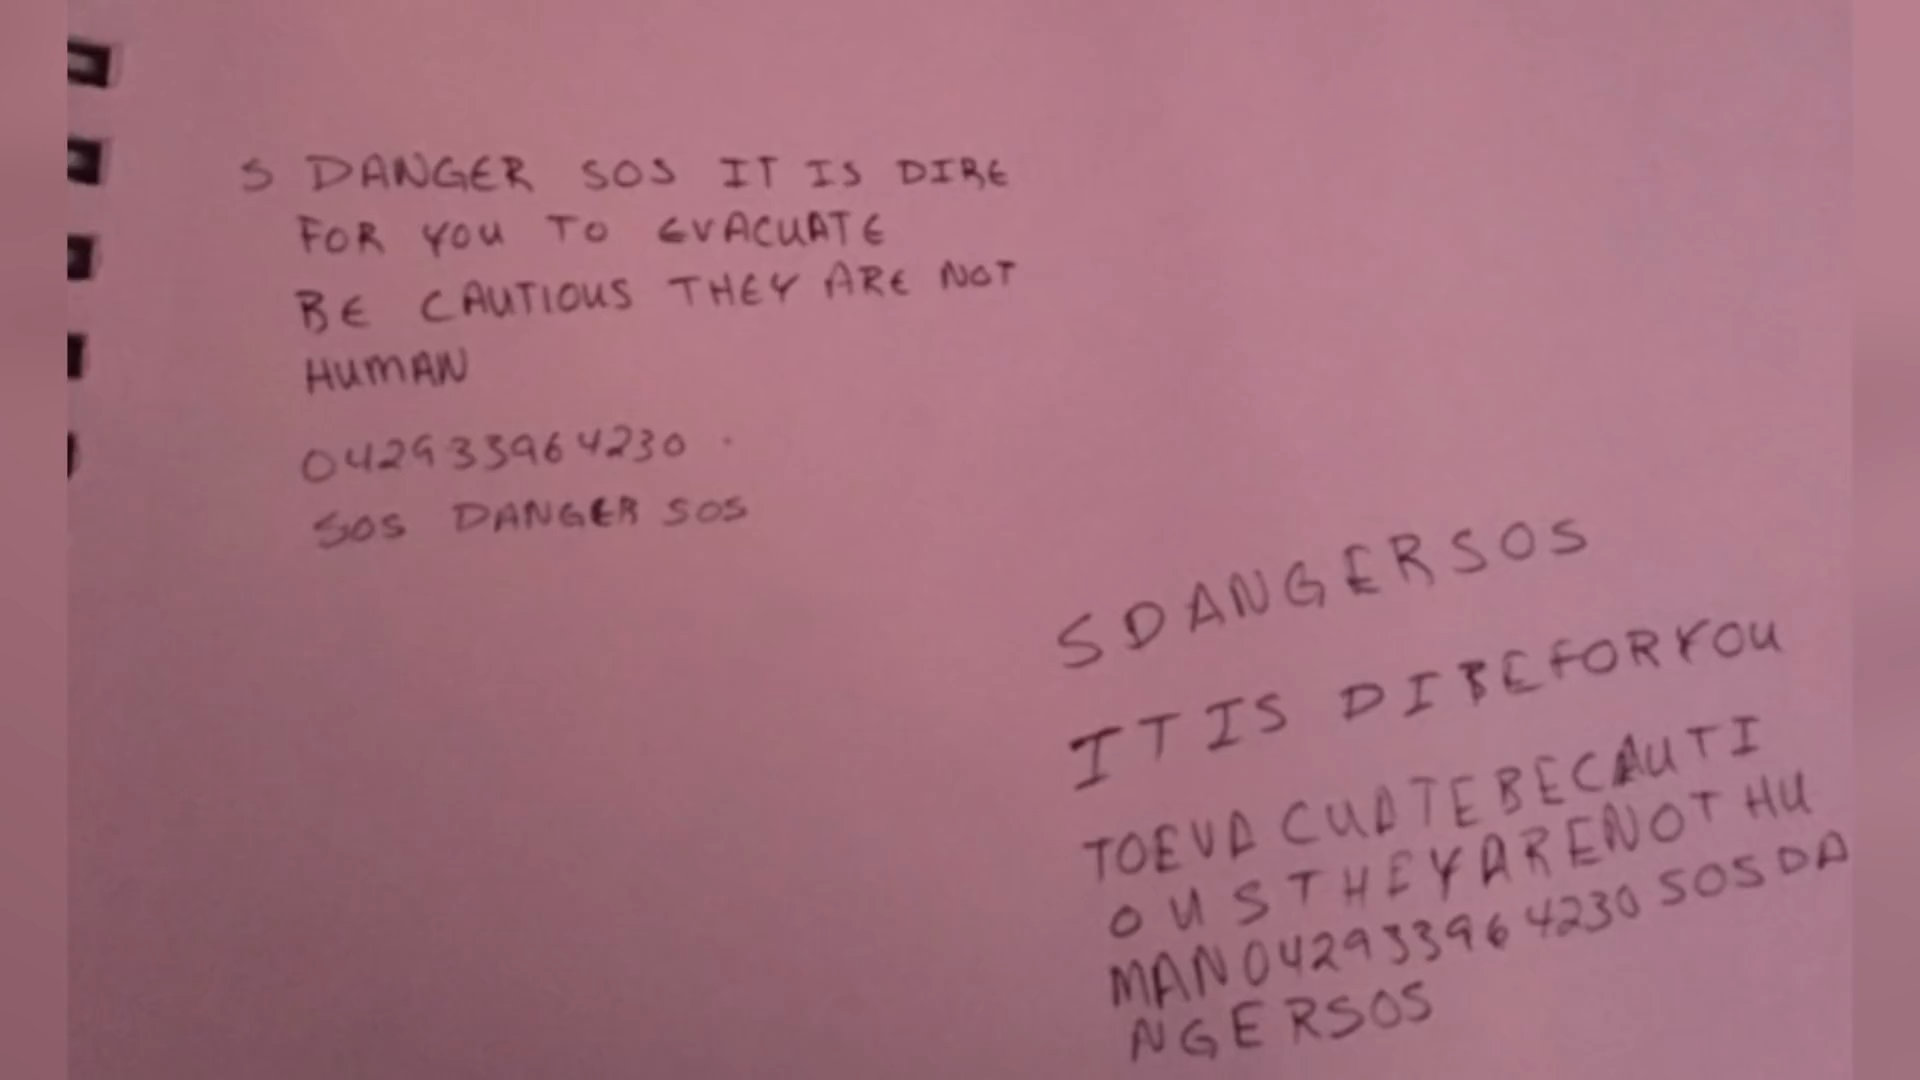 S DANGER SOS IT IS DIRE
FOR YOU TO EVACUATE
BE CAUTIOUS THEY ARE NOT
HUMAN
042933964230
SOS DANGER SOS
SDANGERSOS
ITIS DIREFORYOU
TOEVACUATEBECAUTI
OUSTHEYARENOTHU
MAN042933964230SOSDA
NGERSOS